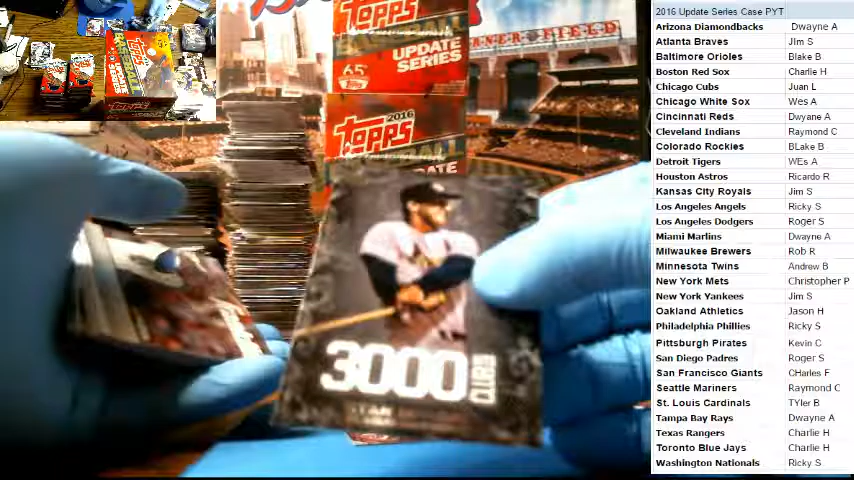 TOPPS
UPDATE
SERIES
65
TOPPS
2016
TOPPS
3000
CLUB
STAN
2016 Update Series Case PYT
Arizona Diamondbacks Dwayne A
Atlanta Braves Jim S
Baltimore Orioles Blake B
Boston Red Sox Charlie H
Chicago Cubs Juan L
Chicago White Sox Wes A
Cincinnati Reds Dwyane A
Cleveland Indians Raymond C
Colorado Rockies BLake B
Detroit Tigers WEs A
Houston Astros Ricardo R
Kansas City Royals Jim S
Los Angeles Angels Ricky S
Los Angeles Dodgers Roger S
Miami Marlins Dwayne A
Milwaukee Brewers Rob R
Minnesota Twins Andrew B
New York Mets Christopher P
New York Yankees Jim S
Oakland Athletics Jason H
Philadelphia Phillies Ricky S
Pittsburgh Pirates Kevin C
San Diego Padres Roger S
San Francisco Giants CHarles F
Seattle Mariners Raymond C
St. Louis Cardinals TYler B
Tampa Bay Rays Dwayne A
Texas Rangers Charlie H
Toronto Blue Jays Charlie H
Washington Nationals Ricky S